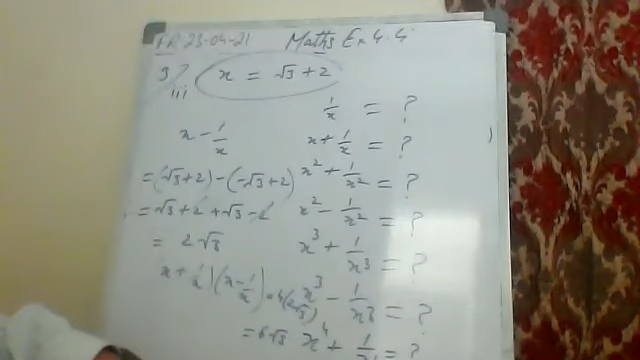 FR: 23-04-21 Maths Ex 4.4
3? x = √3 + 2
iii
1/x = ?
x - 1/x
x + 1/x = ?
= (√3+2) - (-√3+2)
x² + 1/x² = ?
= √3 + 2 + √3 - 2
x² - 1/x² = ?
= 2√3
x³ + 1/x³ = ?
x + 1/x)(x - 1/x)
x³ - 1/x³ = ?
x⁴ + 1/ = ?